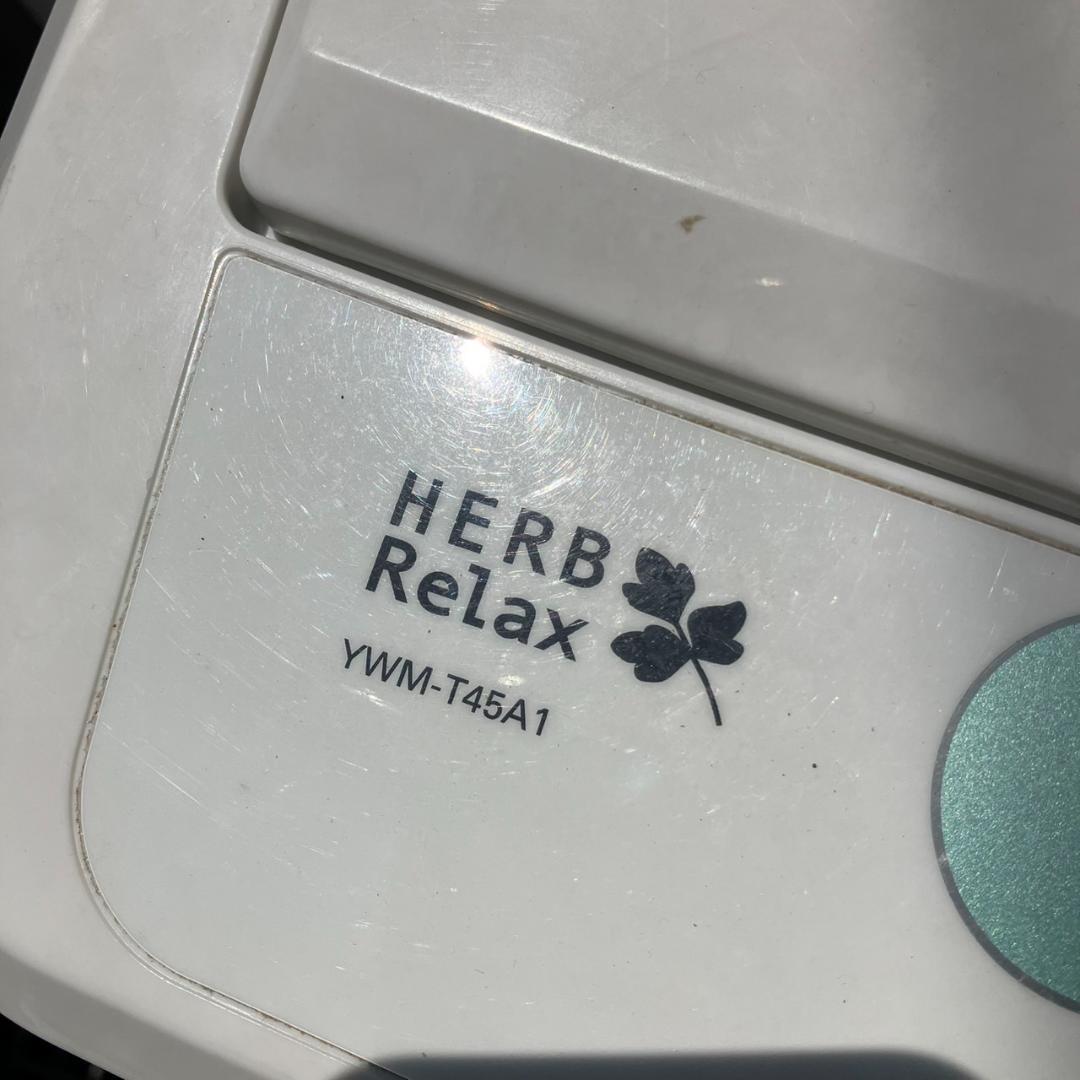 HERB
Relax
YWM-T45A1